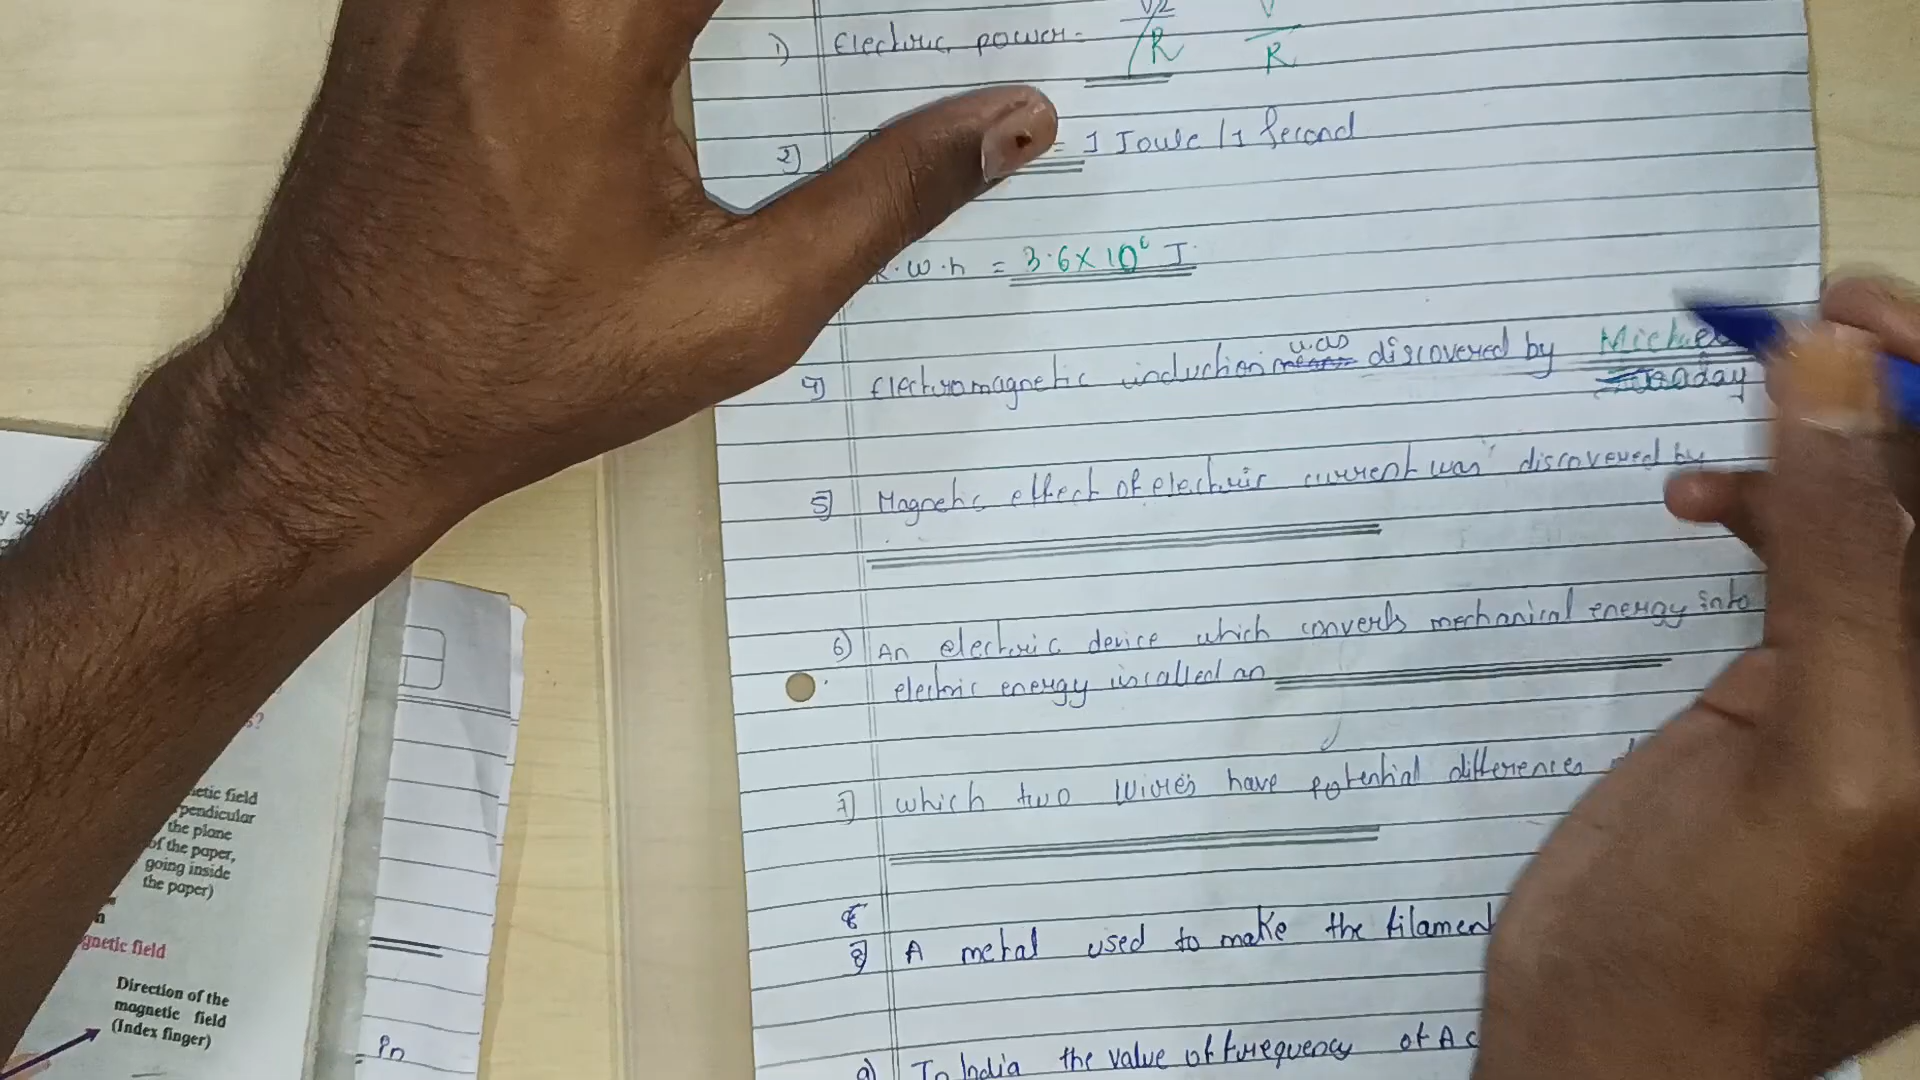 1) Electric power =
R
R
2) = 1 Joule /1 Second
.w.h = 3.6×10⁶ J.
4) Electromagnetic induction was discovered by Michael
5) Magnetic effect of electric current was discovered by
6) An electric device which converts mechanical energy into
electric energy is called an
7) which two wires have potential differences
8) A metal used to make the filament
9) In India the value of frequency of AC
etic field
pendicular
the plane
of the paper,
going inside
the paper)
gnetic field
Direction of the
magnetic field
(Index finger)